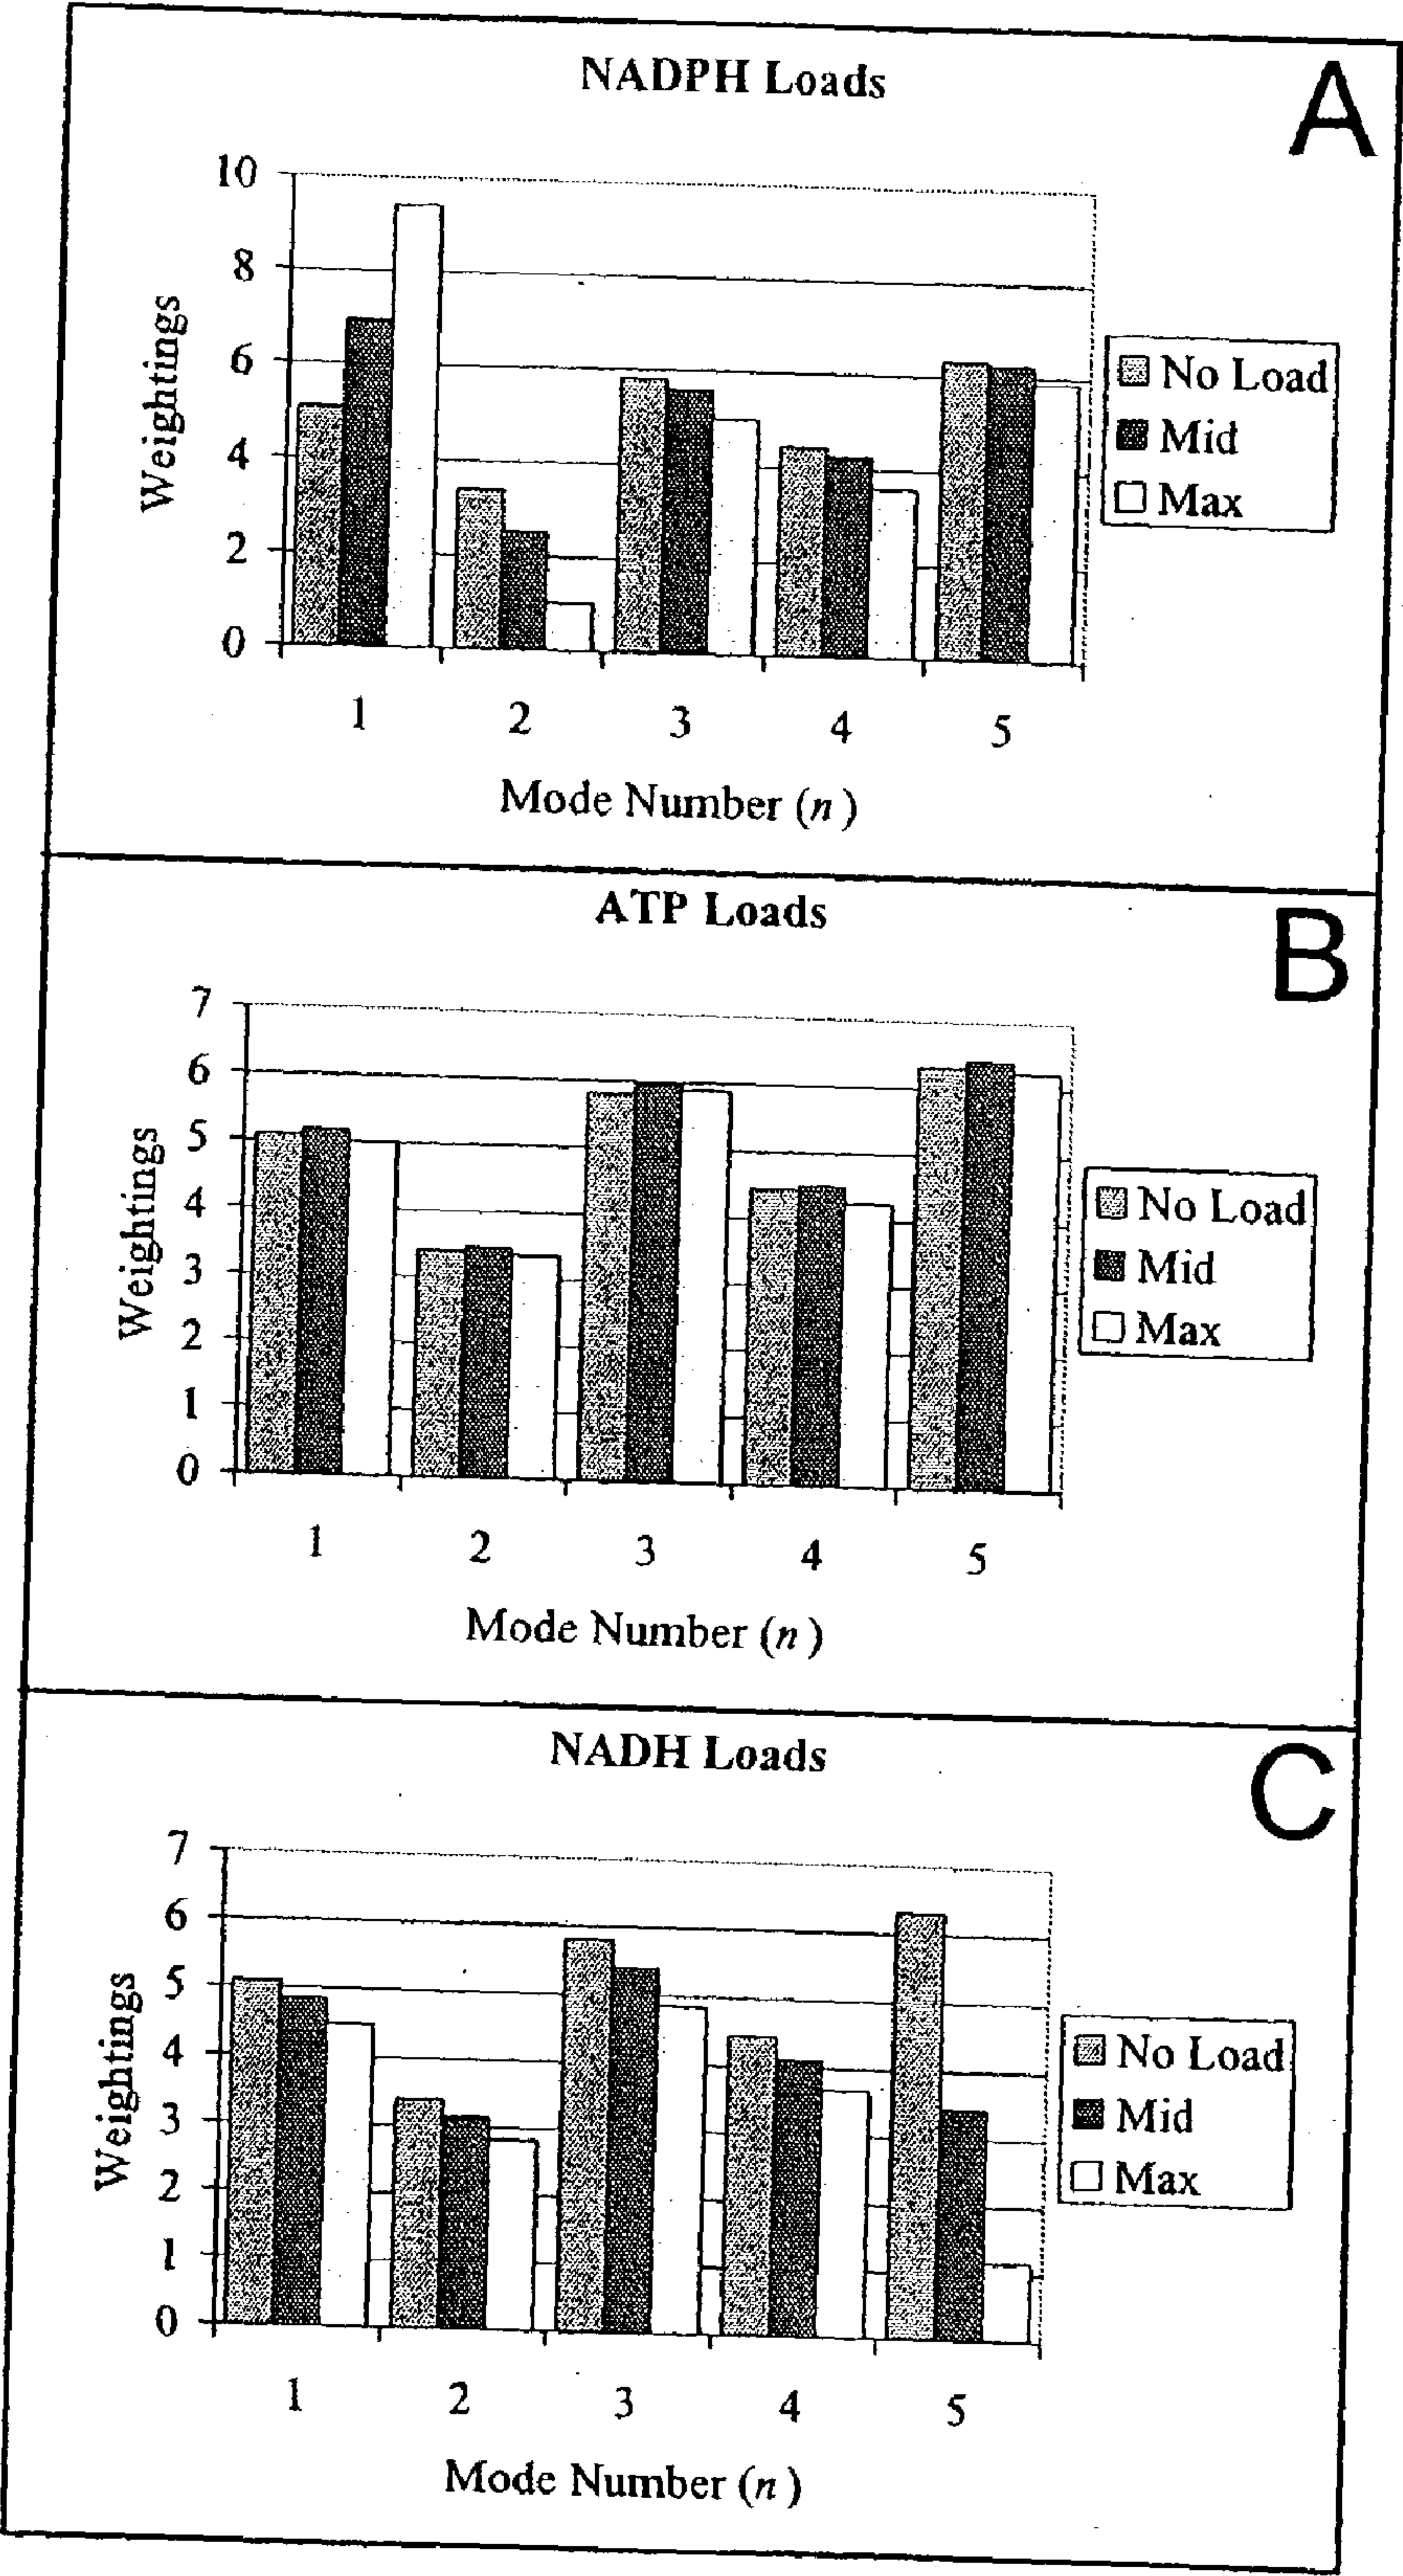 NADPH Loads
A
10
8
6
4
2
0
Weightings
1 2 3 4 5
Mode Number (n)
No Load
Mid
Max
ATP Loads
B
7
6
5
4
3
2
1
0
Weightings
1 2 3 4 5
Mode Number (n)
No Load
Mid
Max
NADH Loads
C
7
6
5
4
3
2
1
0
Weightings
1 2 3 4 5
Mode Number (n)
No Load
Mid
Max